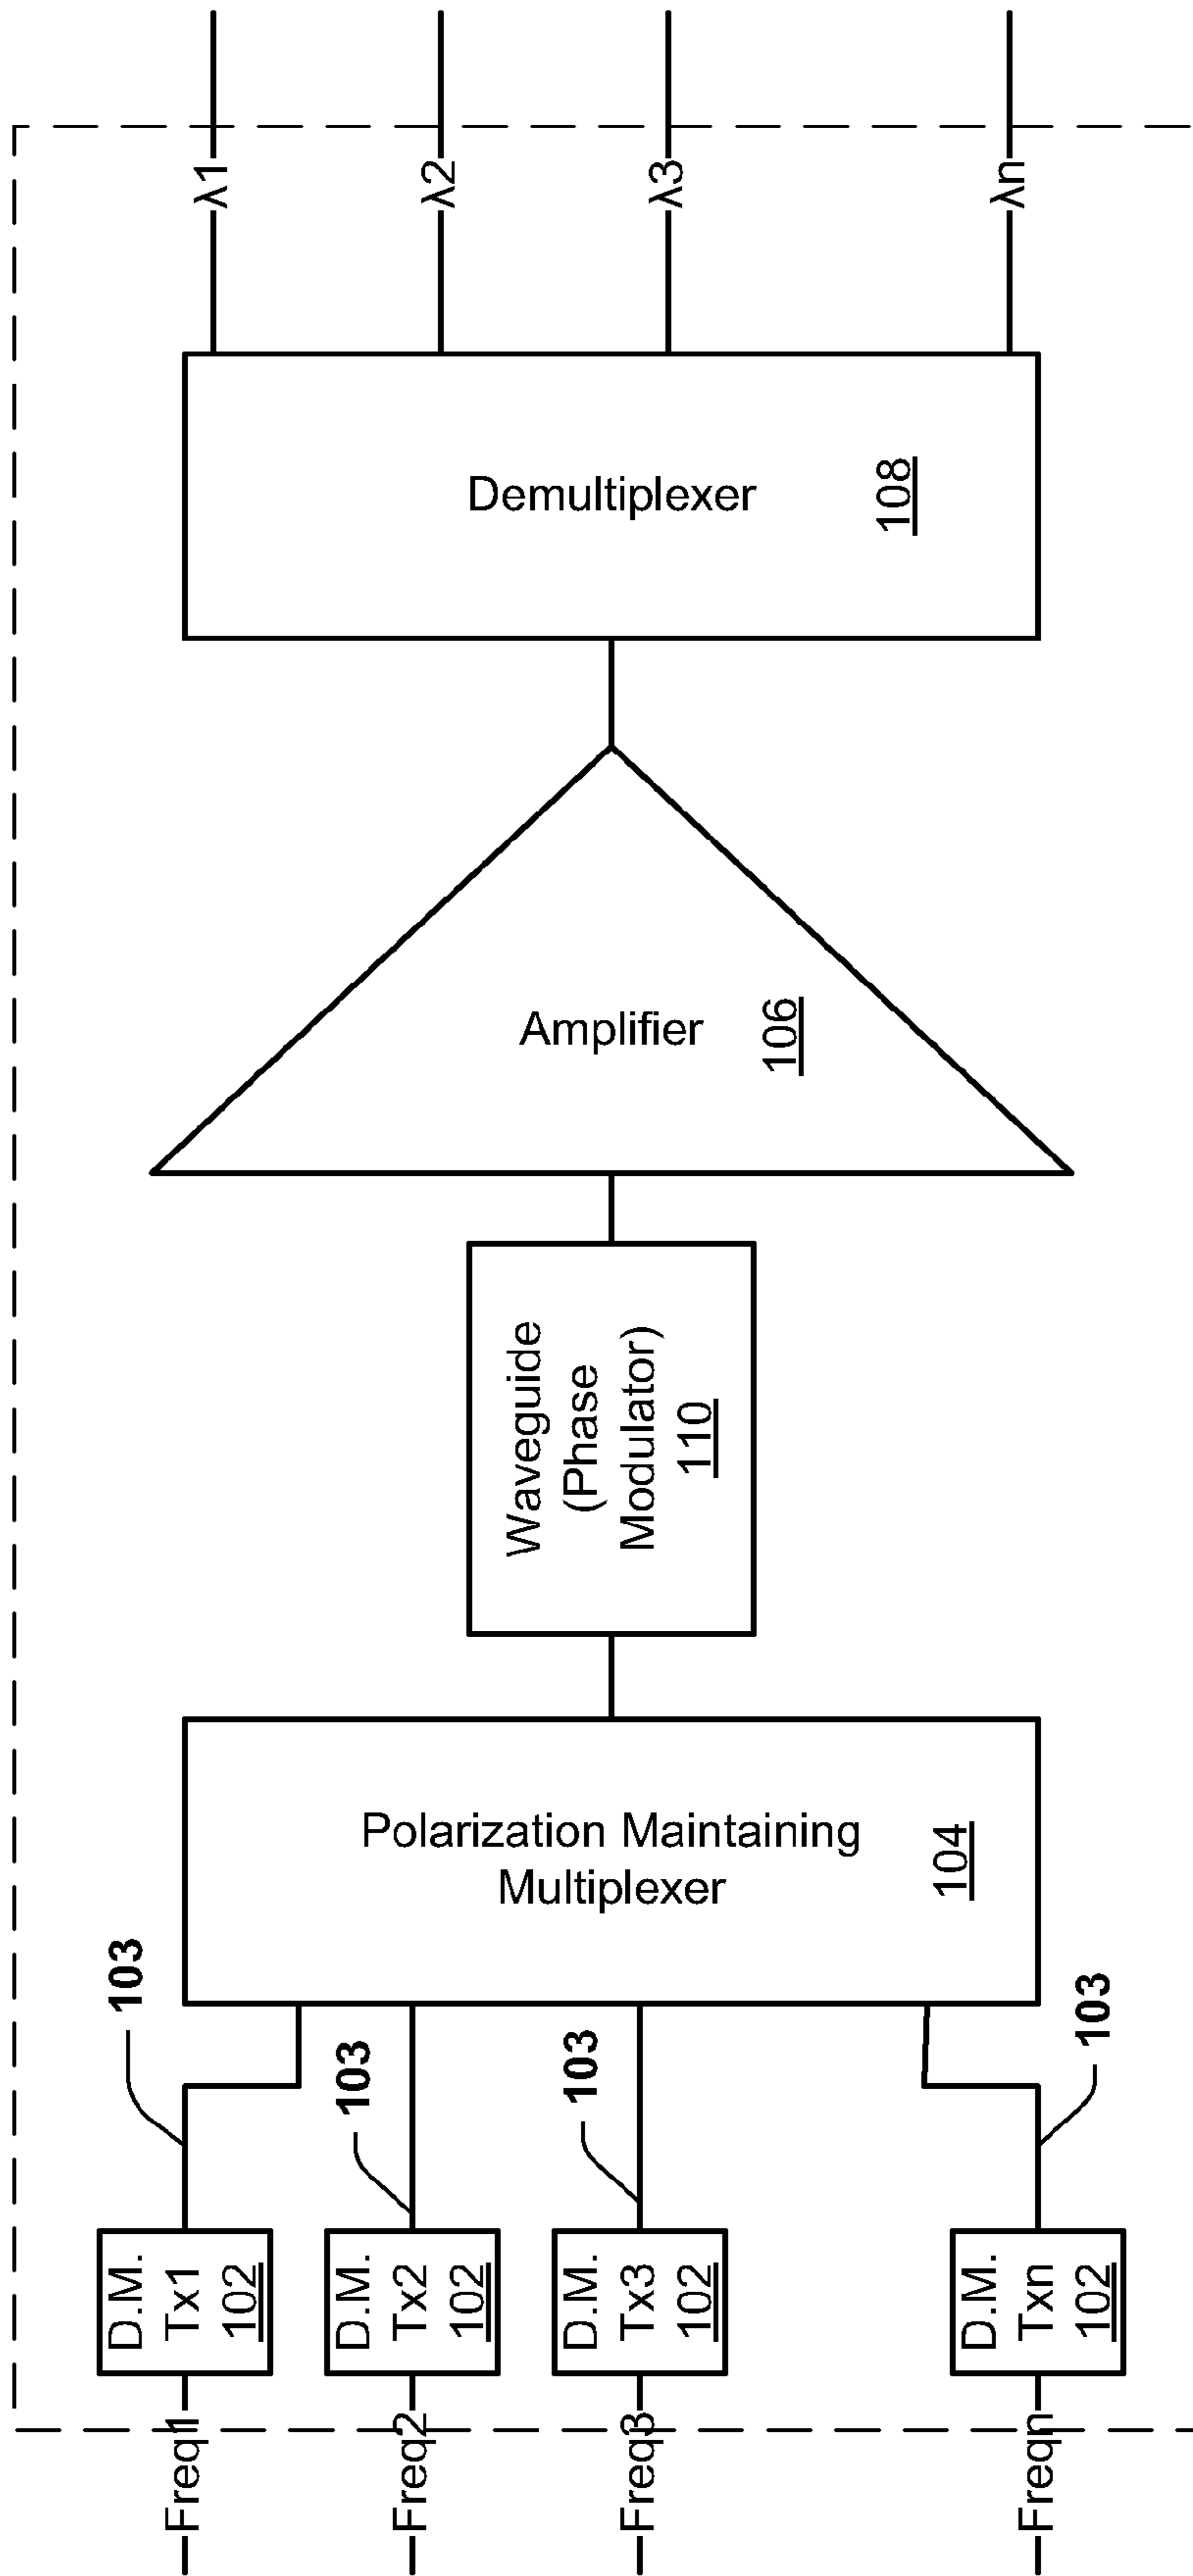 Freq1
Freq2
Freq3
Freqn
D.M.
Tx1
102
D.M.
Tx2
102
D.M.
Tx3
102
D.M.
Txn
102
103
103
103
103
Polarization Maintaining
Multiplexer
104
Waveguide
(Phase
Modulator)
110
Amplifier
106
Demultiplexer
108
λ1
λ2
λ3
λn